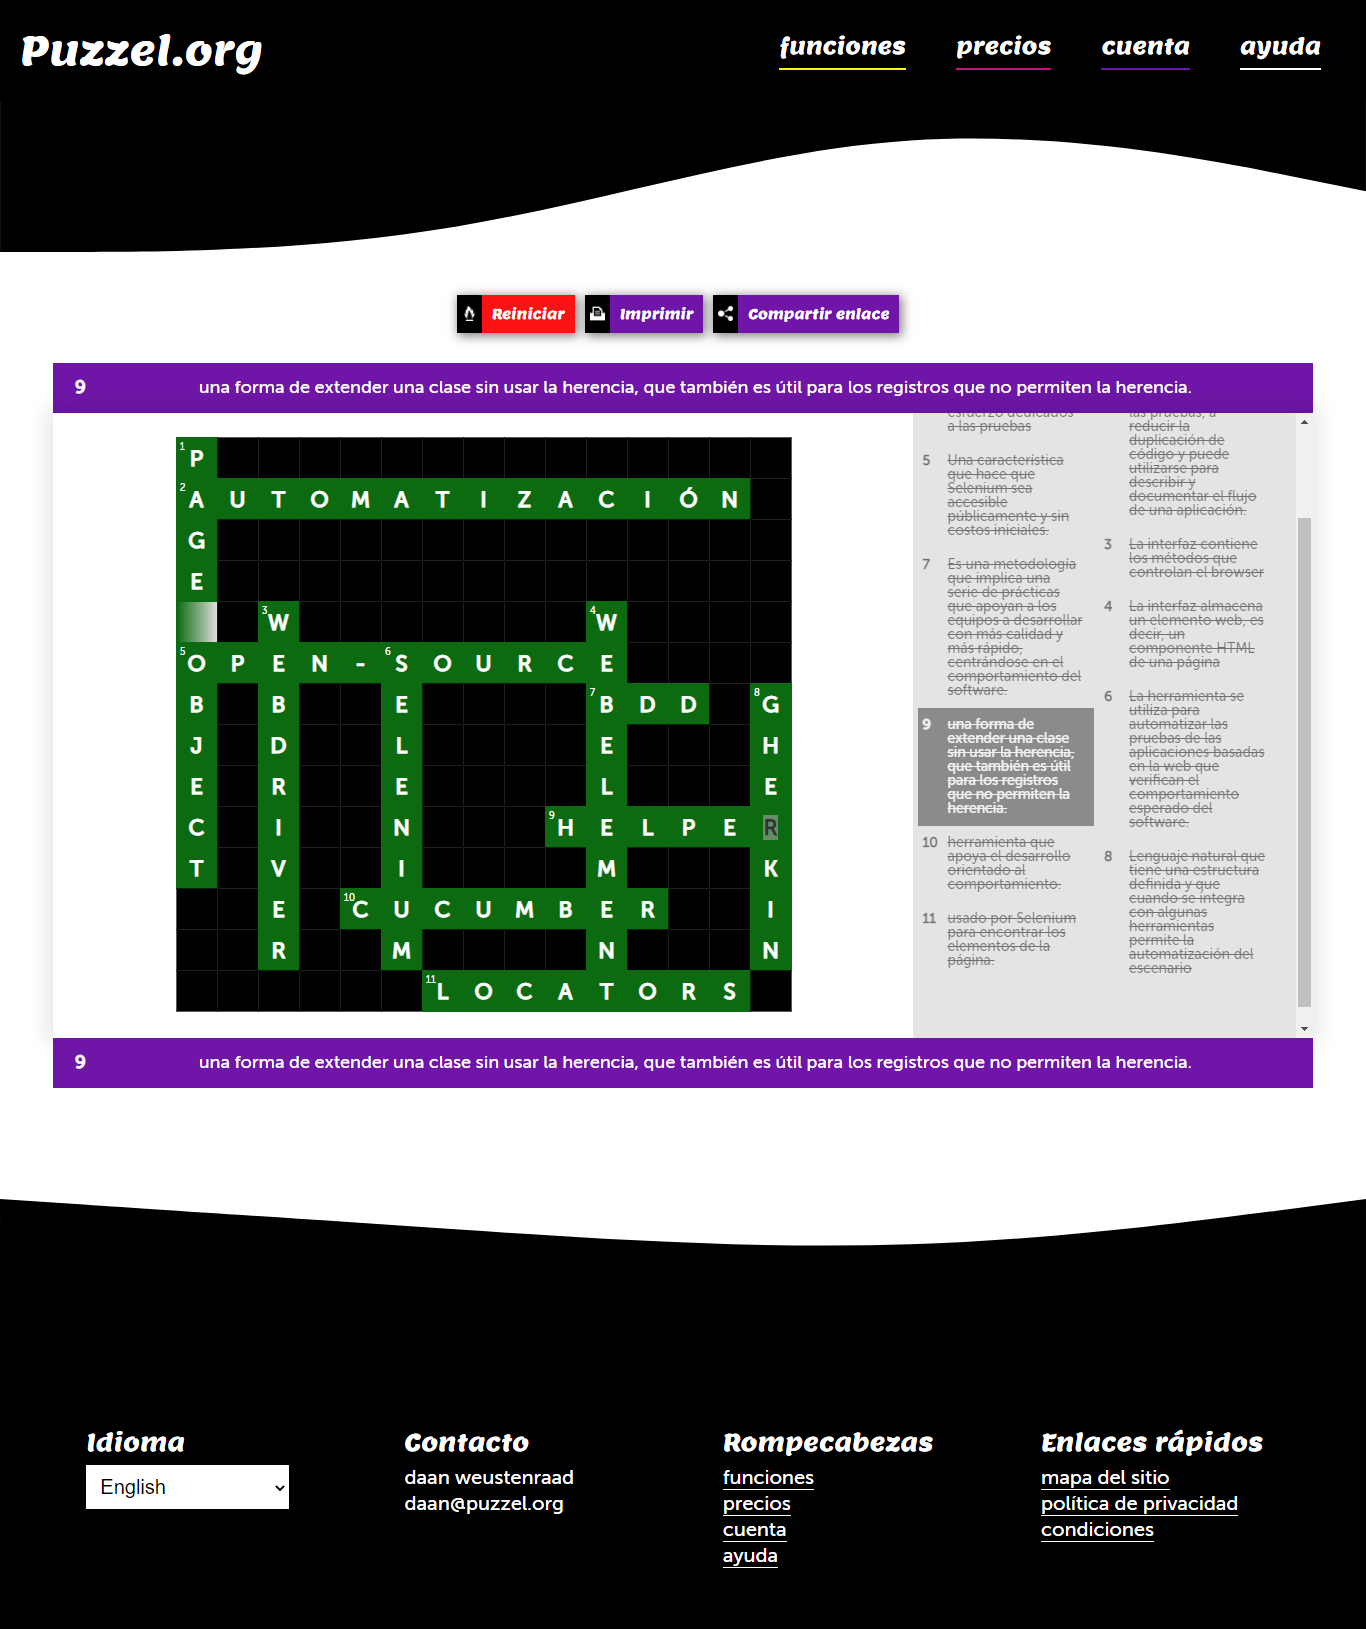 Puzzel.org
funciones precios cuenta ayuda
Reiniciar Imprimir Compartir enlace
9 una forma de extender una clase sin usar la herencia, que también es útil para los registros que no permiten la herencia.
1 P
2 A U T O M A T I Z A C I Ó N
G
E
3 W 4 W
5 O P E N - 6 S O U R C E
B B E 7 B D D 8 G
J D L E H
E R E L E
C I N 9 H E L P E R
T V I M K
E 10 C U C U M B E R I
R M N N
11 L O C A T O R S
esfuerzo dedicados
a las pruebas
5 Una característica
que hace que
Selenium sea
accesible
públicamente y sin
costos iniciales.
7 Es una metodología
que implica una
serie de prácticas
que apoyan a los
equipos a desarrollar
con más calidad y
más rápido,
centrándose en el
comportamiento del
software.
9 una forma de
extender una clase
sin usar la herencia,
que también es útil
para los registros
que no permiten la
herencia.
10 herramienta que
apoya el desarrollo
orientado al
comportamiento.
11 usado por Selenium
para encontrar los
elementos de la
página.
las pruebas, a
reducir la
duplicación de
código y puede
utilizarse para
describir y
documentar el flujo
de una aplicación.
3 La interfaz contiene
los métodos que
controlan el browser
4 La interfaz almacena
un elemento web, es
decir, un
componente HTML
de una página
6 La herramienta se
utiliza para
automatizar las
pruebas de las
aplicaciones basadas
en la web que
verifican el
comportamiento
esperado del
software.
8 Lenguaje natural que
tiene una estructura
definida y que
cuando se integra
con algunas
herramientas
permite la
automatización del
escenario
9 una forma de extender una clase sin usar la herencia, que también es útil para los registros que no permiten la herencia.
Idioma
English
Contacto
daan weustenraad
daan@puzzel.org
Rompecabezas
funciones
precios
cuenta
ayuda
Enlaces rápidos
mapa del sitio
política de privacidad
condiciones